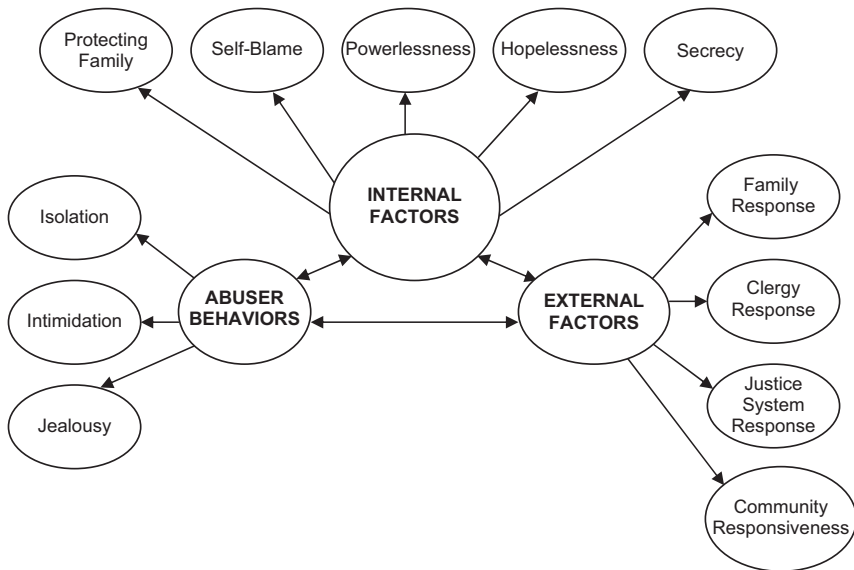 Protecting
Family
Self-Blame
Powerlessness
Hopelessness
Secrecy
INTERNAL
FACTORS
Isolation
Intimidation
Jealousy
ABUSER
BEHAVIORS
EXTERNAL
FACTORS
Family
Response
Clergy
Response
Justice
System
Response
Community
Responsiveness